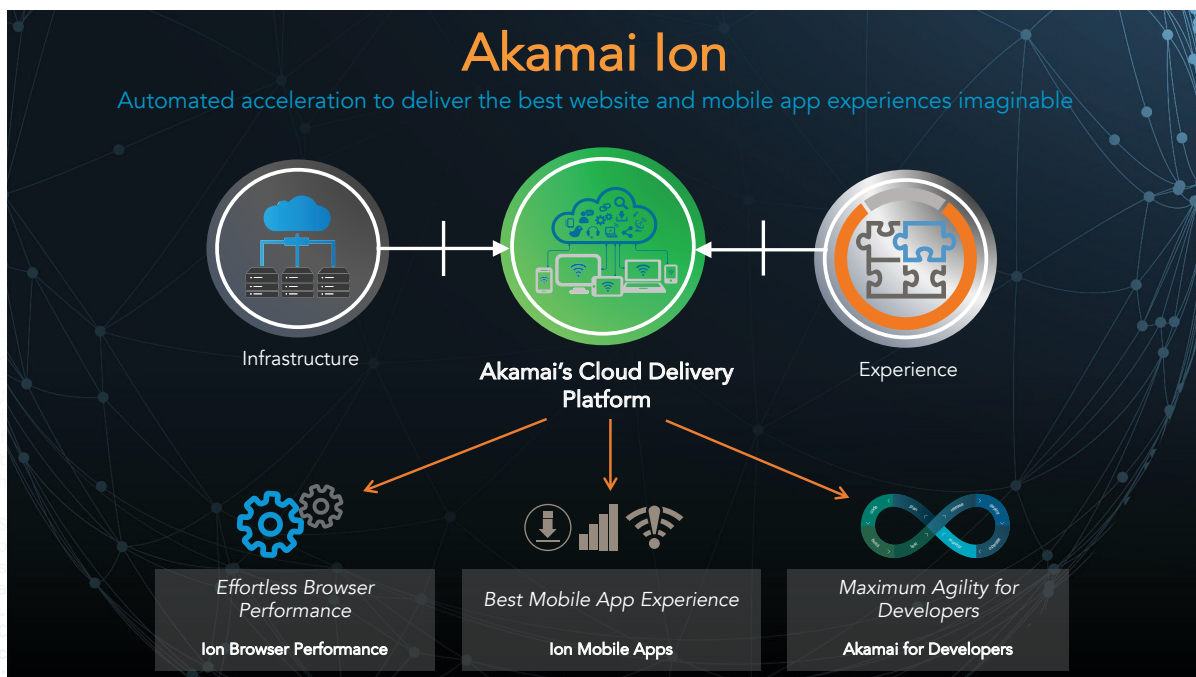 Akamai Ion
Automated acceleration to deliver the best website and mobile app experiences imaginable
Infrastructure
Akamai's Cloud Delivery
Platform
Experience
Effortless Browser
Performance
Ion Browser Performance
Best Mobile App Experience
Ion Mobile Apps
Maximum Agility for
Developers
Akamai for Developers